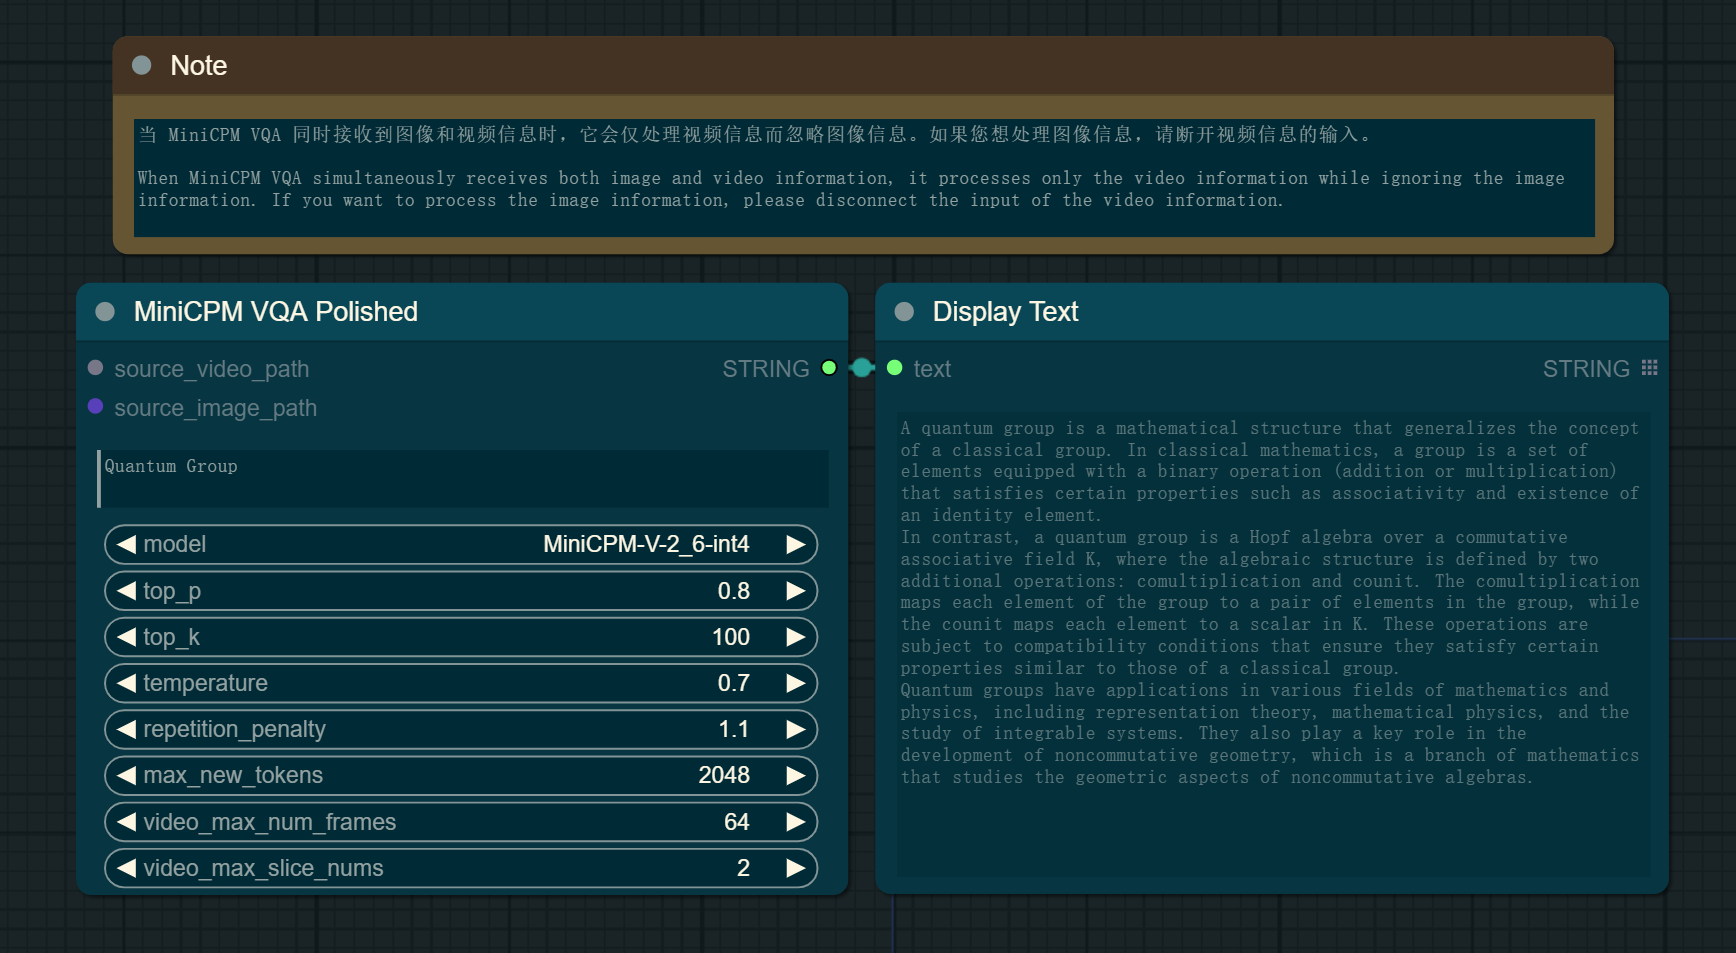 Note
当 MiniCPM VQA 同时接收到图像和视频信息时，它会仅处理视频信息而忽略图像信息。如果您想处理图像信息，请断开视频信息的输入。
When MiniCPM VQA simultaneously receives both image and video information, it processes only the video information while ignoring the image
information. If you want to process the image information, please disconnect the input of the video information.
MiniCPM VQA Polished
source_video_path
STRING
source_image_path
Quantum Group
model
MiniCPM-V-2_6-int4
top_p
0.8
top_k
100
temperature
0.7
repetition_penalty
1.1
max_new_tokens
2048
video_max_num_frames
64
video_max_slice_nums
2
Display Text
text
STRING
A quantum group is a mathematical structure that generalizes the concept
of a classical group. In classical mathematics, a group is a set of
elements equipped with a binary operation (addition or multiplication)
that satisfies certain properties such as associativity and existence of
an identity element.
In contrast, a quantum group is a Hopf algebra over a commutative
associative field K, where the algebraic structure is defined by two
additional operations: comultiplication and counit. The comultiplication
maps each element of the group to a pair of elements in the group, while
the counit maps each element to a scalar in K. These operations are
subject to compatibility conditions that ensure they satisfy certain
properties similar to those of a classical group.
Quantum groups have applications in various fields of mathematics and
physics, including representation theory, mathematical physics, and the
study of integrable systems. They also play a key role in the
development of noncommutative geometry, which is a branch of mathematics
that studies the geometric aspects of noncommutative algebras.